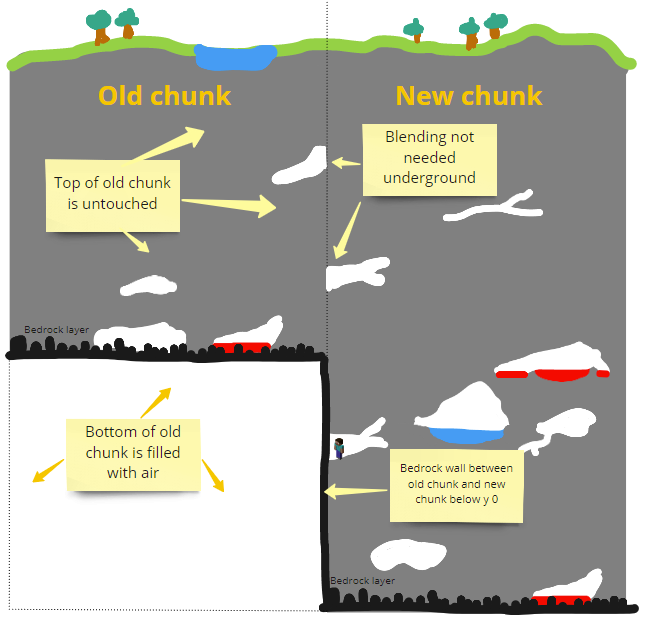 Old chunk
New chunk
Blending not
needed
underground
Top of old chunk
is untouched
Bedrock layer
Bottom of old
chunk is filled
with air
Bedrock wall between
old chunk and new
chunk below y 0
Bedrock layer